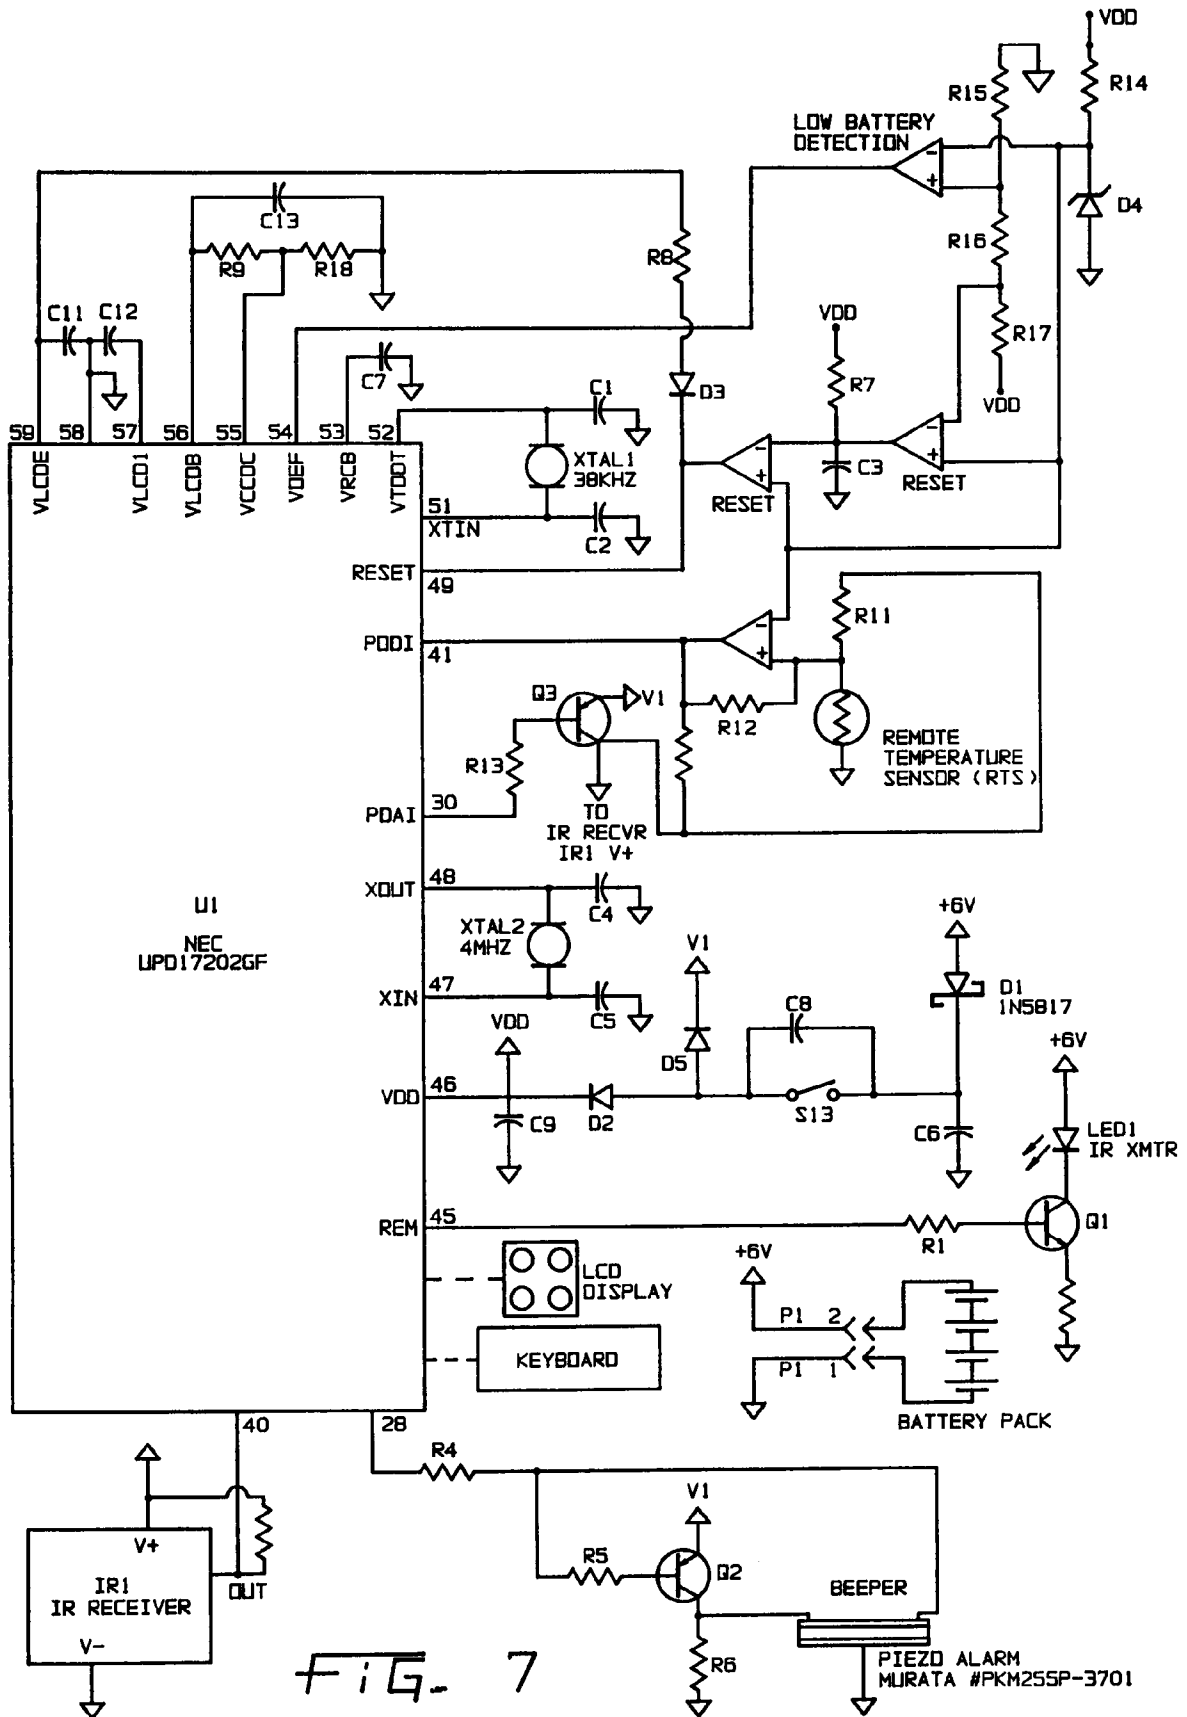 VDD
R15
R14
LOW BATTERY
DETECTION
-
+
D4
C13
R9
R18
R8
R16
C11
C12
VDD
R17
C7
R7
C1
D3
VDD
59
58
57
56
55
54
53
52
VLCDE
VLCD1
VLCDB
VCCDC
VDEF
VRCB
VTOOT
XTAL1
38KHZ
-
+
RESET
C3
-
+
RESET
51
XTIN
C2
RESET
49
R11
PODI
41
-
+
Q3
V1
R12
R13
REMOTE
TEMPERATURE
SENSOR (RTS)
PDAI
30
TO
IR RECVR
IR1 V+
XOUT
48
C4
U1
NEC
UPD17202GF
XTAL2
4MHZ
+6V
V1
XIN
47
C5
C8
D1
1N5817
VDD
+6V
D5
VDD
46
C9
D2
S13
C6
LED1
IR XMTR
REM
45
R1
Q1
LCD
DISPLAY
+6V
P1 2
KEYBOARD
P1 1
BATTERY PACK
40
28
R4
V1
V+
IR1
IR RECEIVER
OUT
R5
Q2
BEEPER
V-
R6
PIEZO ALARM
MURATA #PKM25SP-3701
FIG. 7